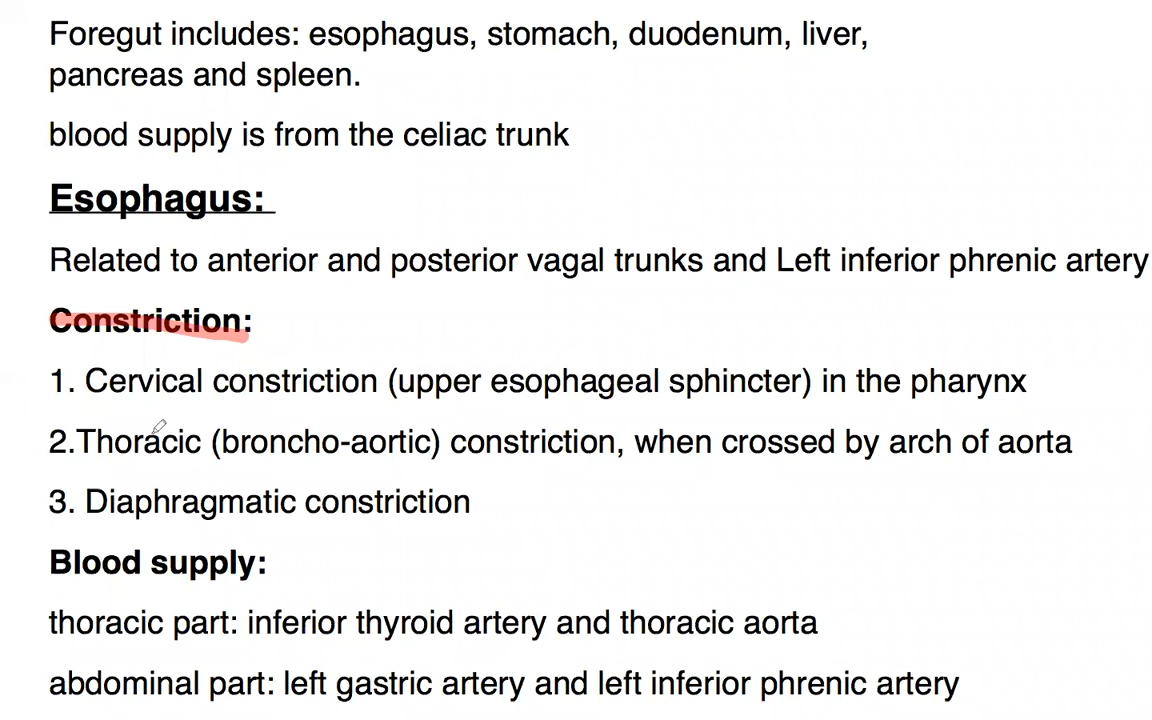 Foregut includes: esophagus, stomach, duodenum, liver,
pancreas and spleen.
blood supply is from the celiac trunk
Esophagus:
Related to anterior and posterior vagal trunks and Left inferior phrenic artery
Constriction:
1. Cervical constriction (upper esophageal sphincter) in the pharynx
2.Thoracic (broncho-aortic) constriction, when crossed by arch of aorta
3. Diaphragmatic constriction
Blood supply:
thoracic part: inferior thyroid artery and thoracic aorta
abdominal part: left gastric artery and left inferior phrenic artery